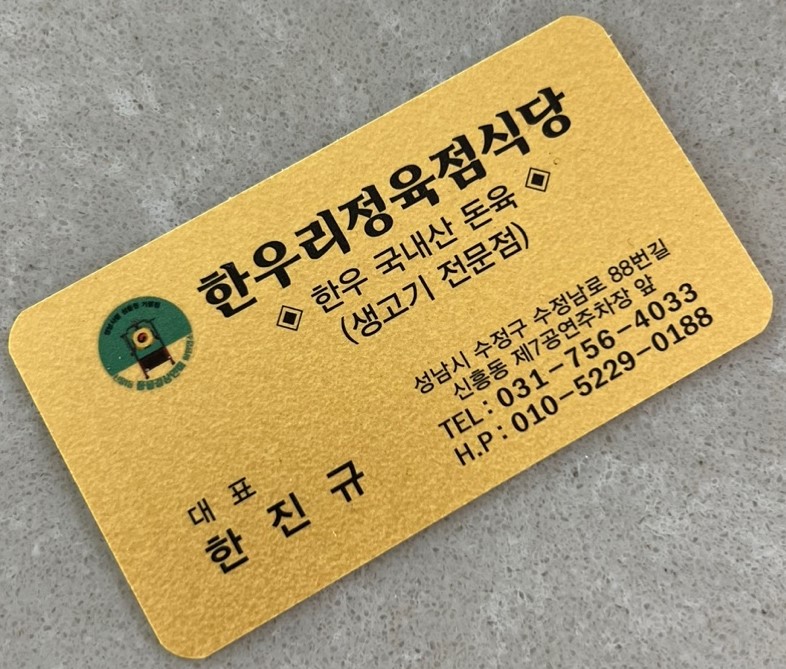 한우리정육점식당
◈ 한우 국내산 돈육 ◈
(생고기 전문점)
성남시 수정구 수정남로 88번길
신흥동 제7공연주차장 앞
TEL : 031-756-4033
H.P : 010-5229-0188
대 표
한 진 규